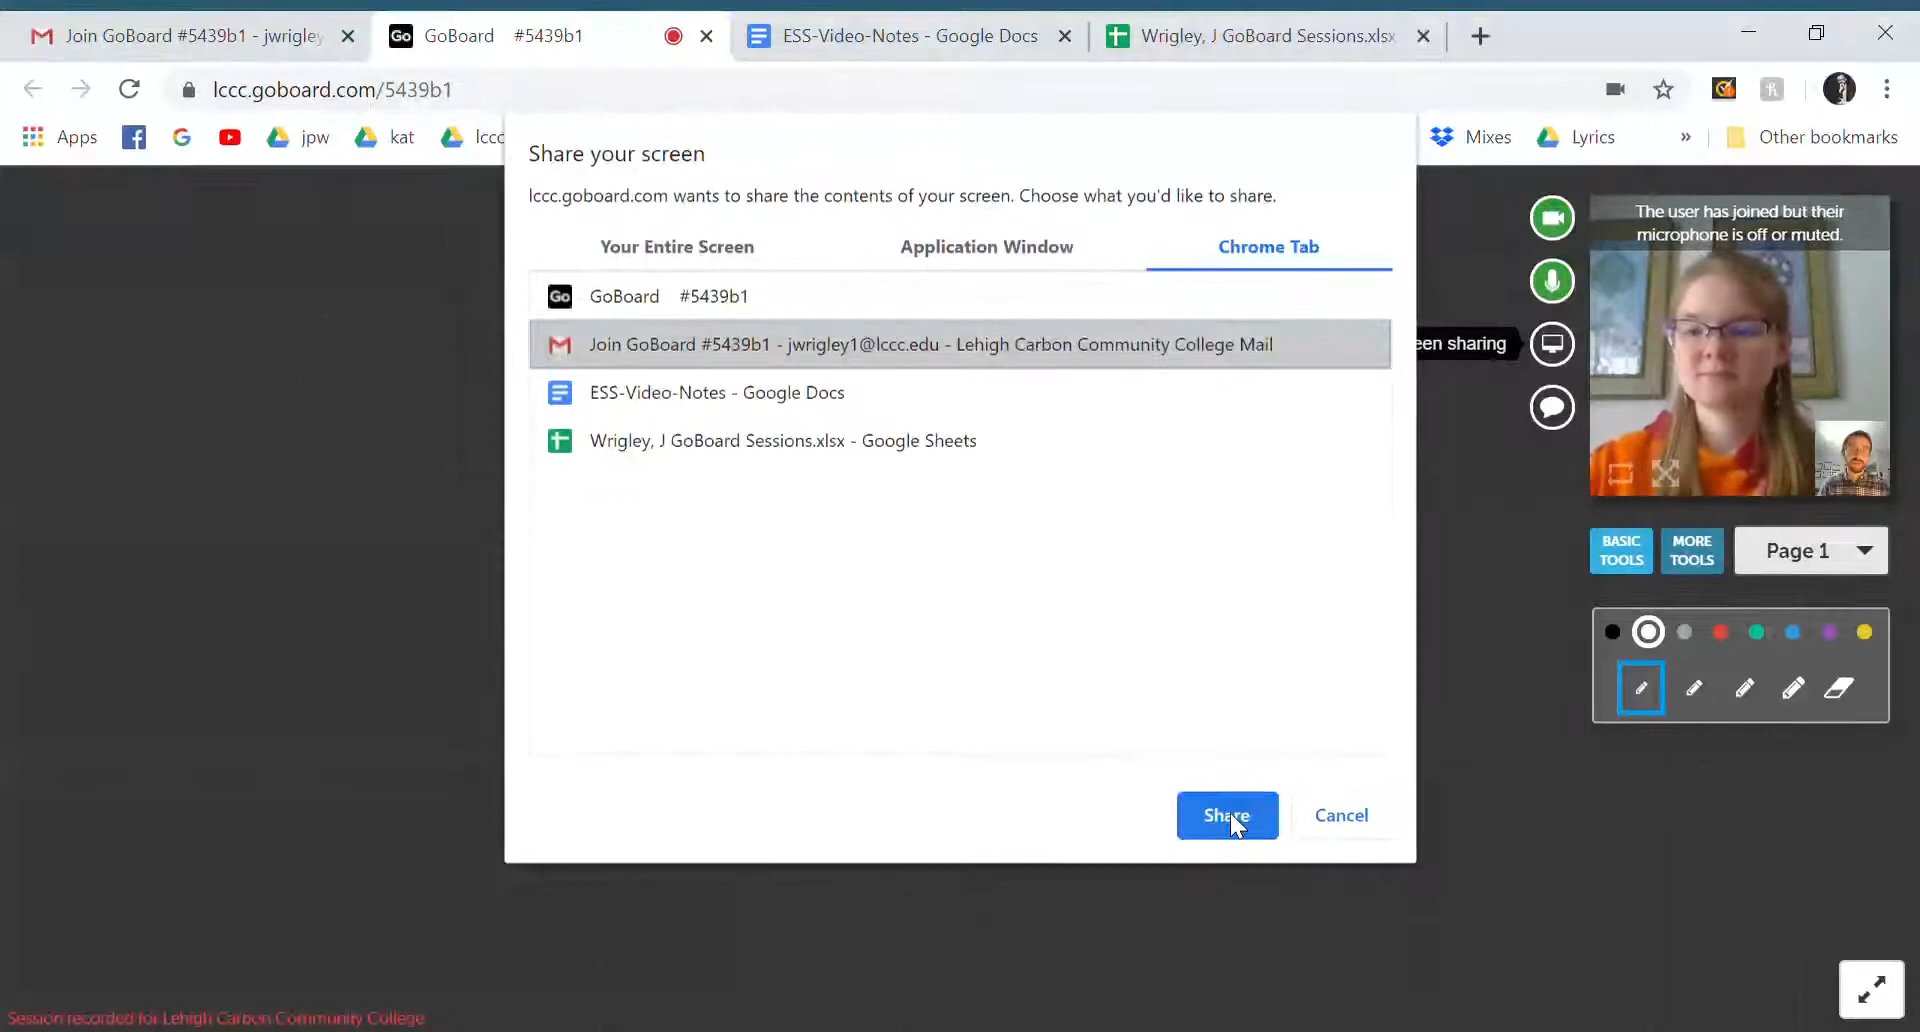 Join GoBoard #5439b1 - jwrigley
Go GoBoard #5439b1
ESS-Video-Notes - Google Docs
Wrigley, J GoBoard Sessions.xlsx
lccc.goboard.com/5439b1
Apps
jpw
kat
lccc
Mixes
Lyrics
»
Other bookmarks
Share your screen
lccc.goboard.com wants to share the contents of your screen. Choose what you'd like to share.
Your Entire Screen
Application Window
Chrome Tab
Go GoBoard #5439b1
Join GoBoard #5439b1 - jwrigley1@lccc.edu - Lehigh Carbon Community College Mail
ESS-Video-Notes - Google Docs
Wrigley, J GoBoard Sessions.xlsx - Google Sheets
Share
Cancel
een sharing
The user has joined but their
microphone is off or muted.
BASIC
TOOLS
MORE
TOOLS
Page 1
Session recorded for Lehigh Carbon Community College